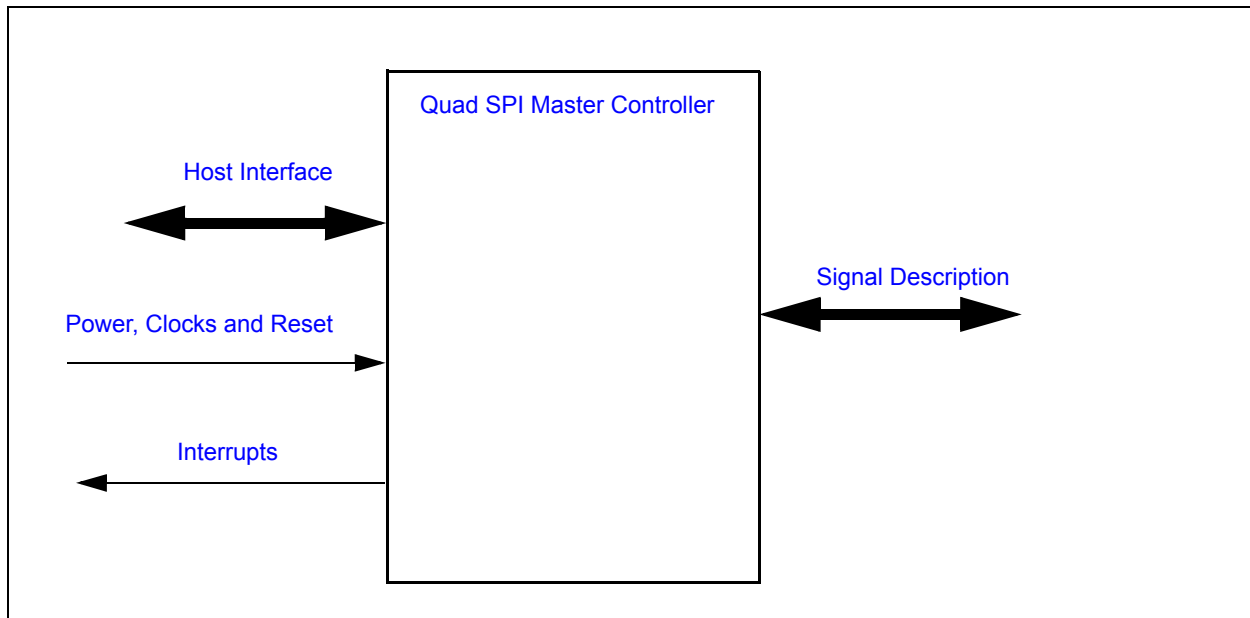 Quad SPI Master Controller
Host Interface
Signal Description
Power, Clocks and Reset
Interrupts